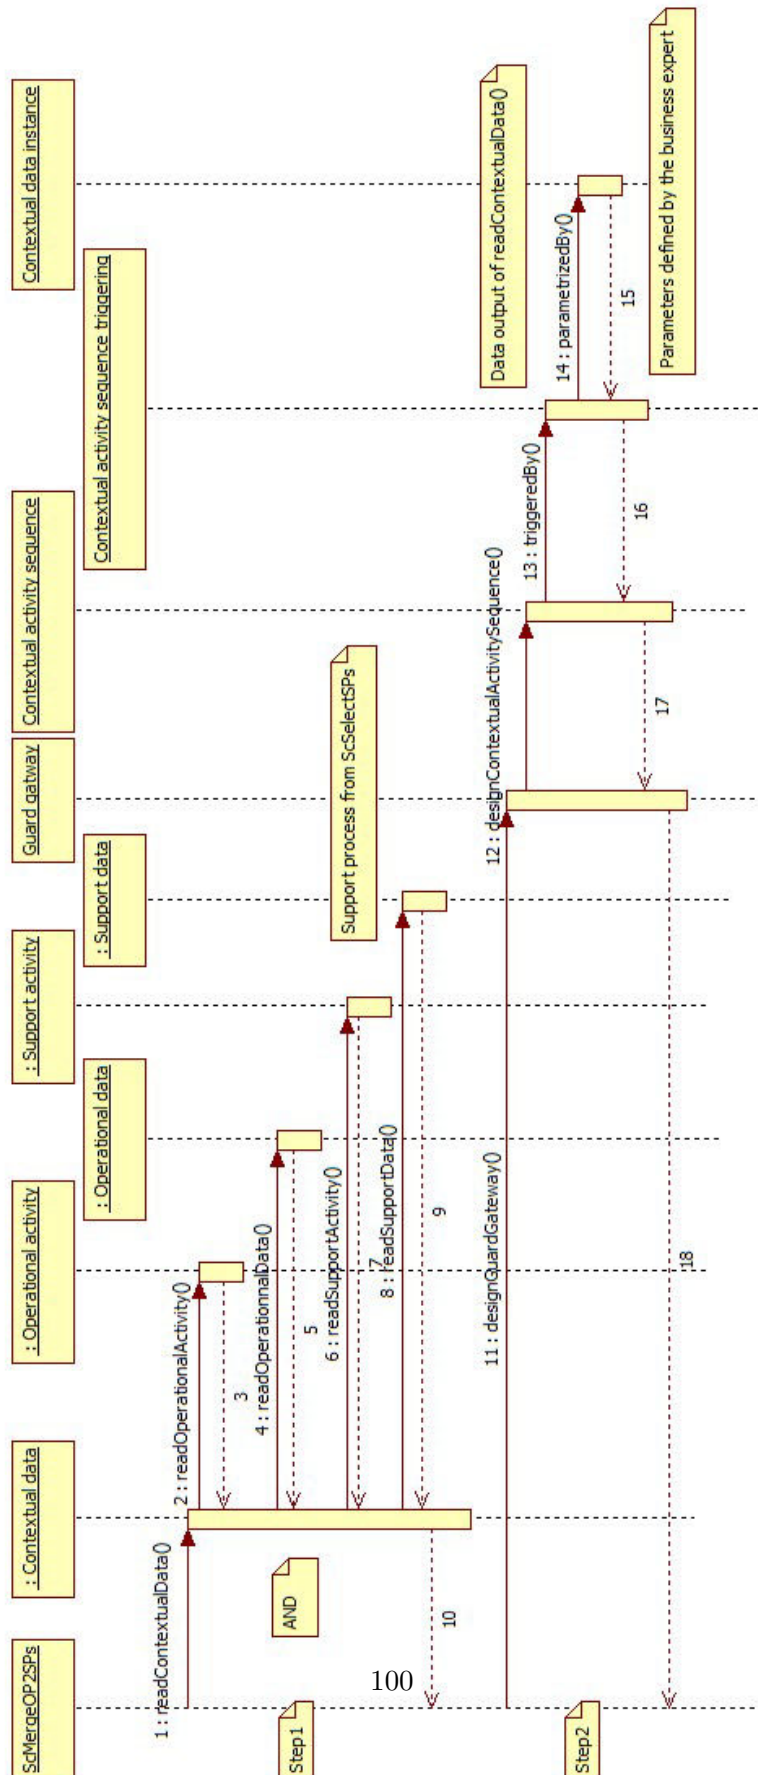 ScMergeOP2SPs
: Contextual data
: Operational activity
: Operational data
: Support activity
: Support data
Guard gatway
Contextual activity sequence
Contextual activity sequence triggering
Contextual data instance
Step1
1 : readContextualData()
AND
2 : readOperationalActivity()
3
4 : readOperationnalData()
5
6 : readSupportActivity()
7
8 : readSupportData()
9
10
Support process from ScSelectSPs
Step2
11 : designGuardGateway()
12 : designContextualActivitySequence()
13 : triggeredBy()
Data output of readContextualData()
14 : parametrizedBy()
15
16
17
18
Parameters defined by the business expert
100